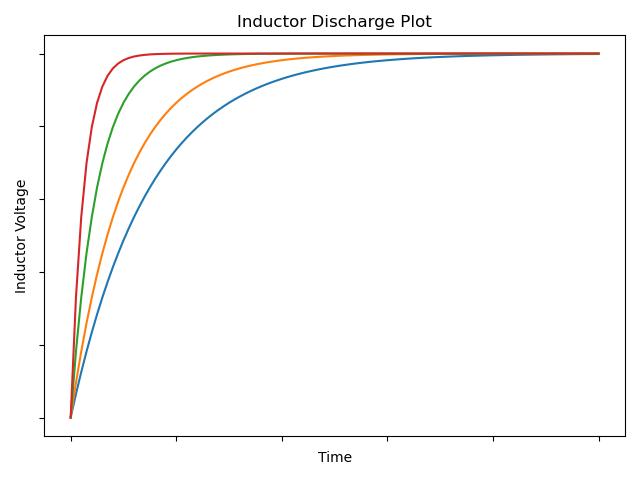 Inductor Discharge Plot
Inductor Voltage
Time